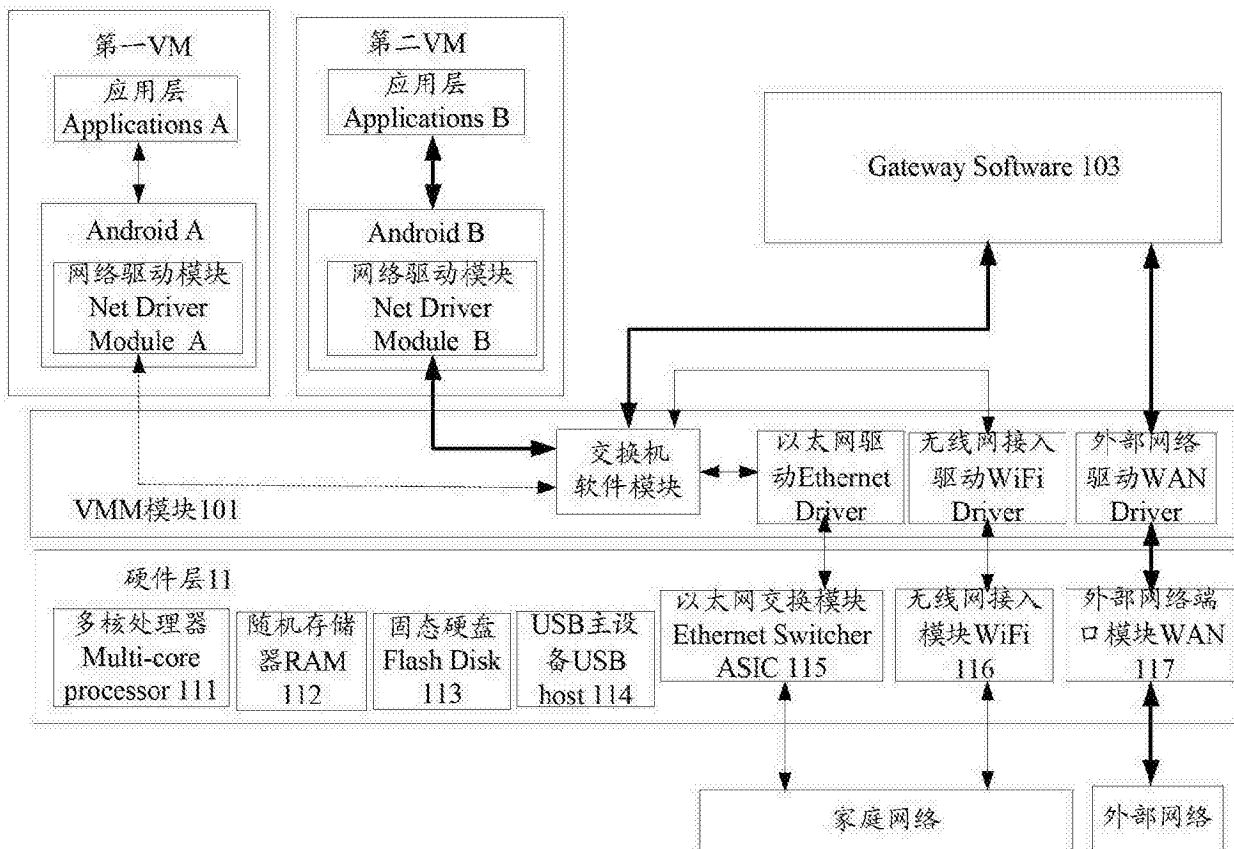 第一VM
应用层
Applications A
Android A
网络驱动模块
Net Driver
Module A
第二VM
应用层
Applications B
Android B
网络驱动模块
Net Driver
Module B
Gateway Software 103
VMM模块101
交换机
软件模块
以太网驱
动Ethernet
Driver
无线网接入
驱动WiFi
Driver
外部网络
驱动WAN
Driver
硬件层11
多核处理器
Multi-core
processor 111
随机存储
器RAM
112
固态硬盘
Flash Disk
113
USB主设
备USB
host 114
以太网交换模块
Ethernet Switcher
ASIC 115
无线网接入
模块WiFi
116
外部网络端
口模块WAN
117
家庭网络
外部网络